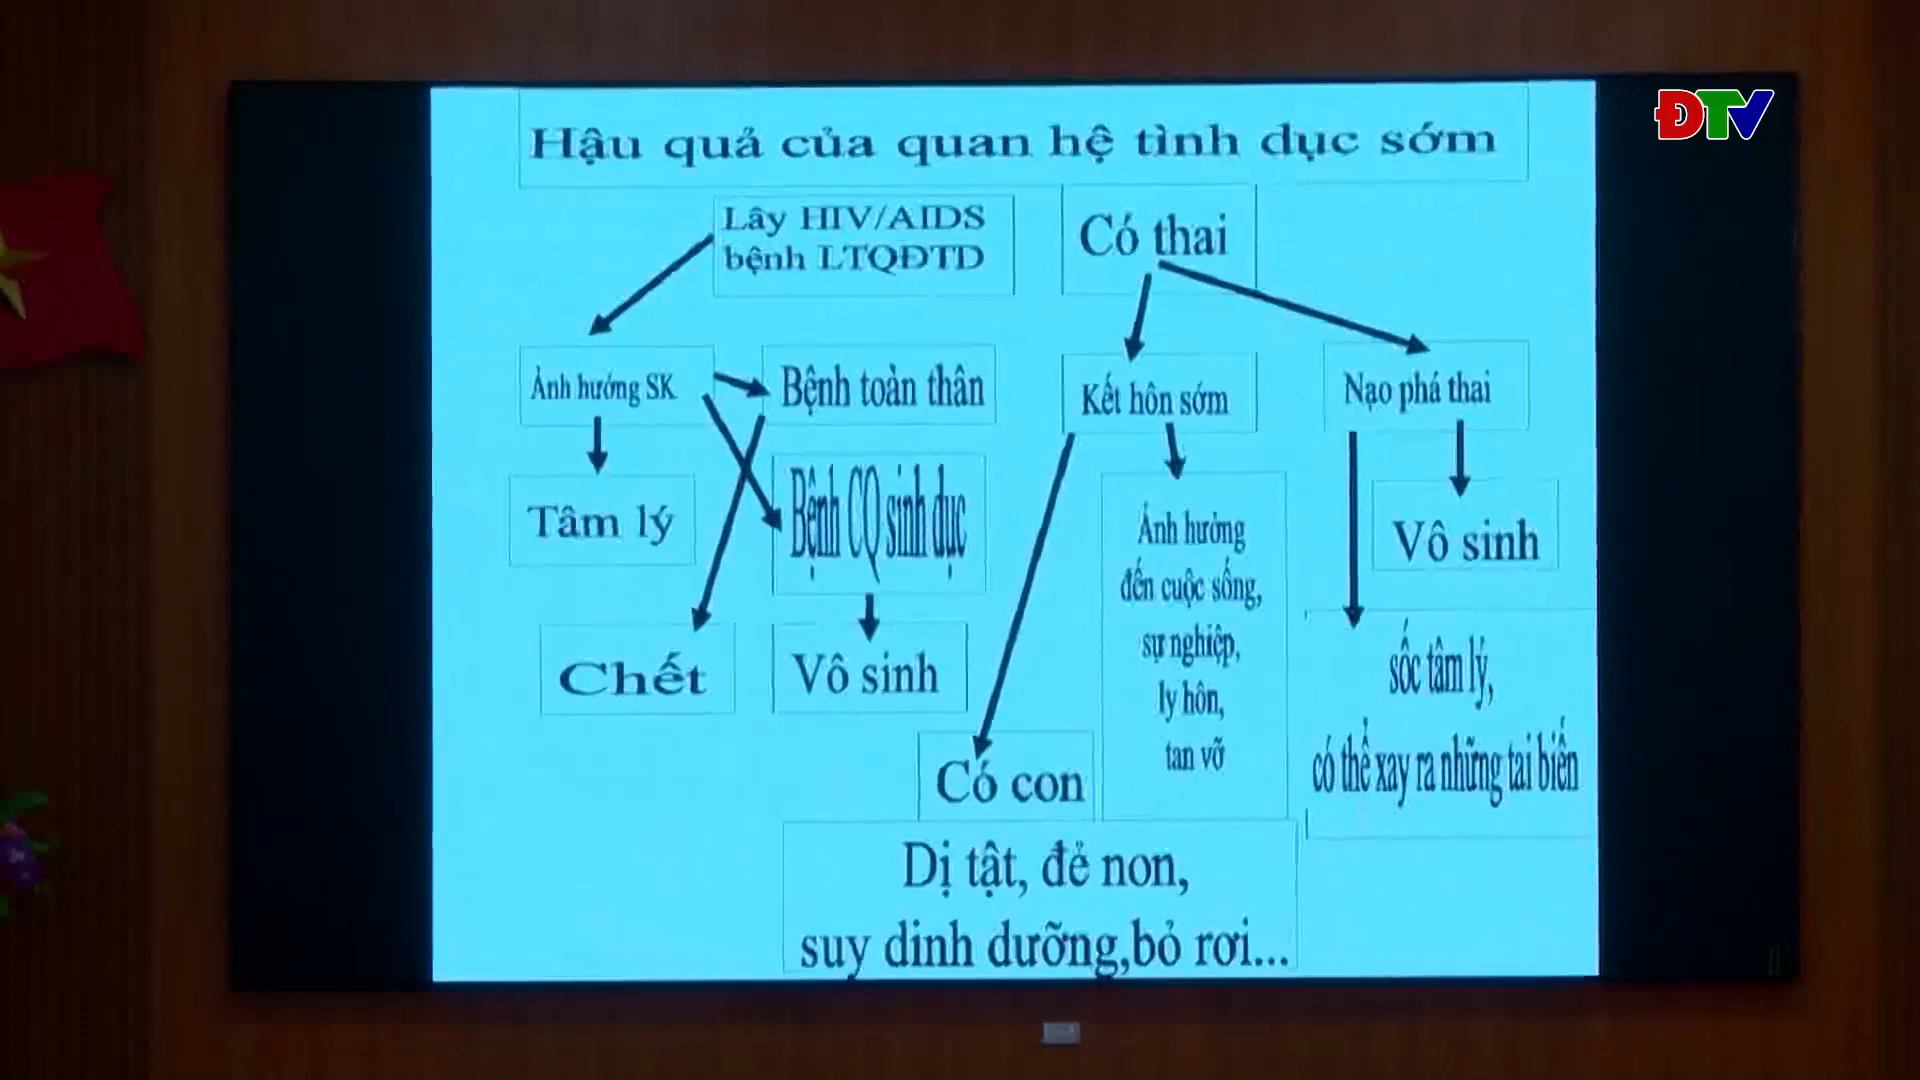 ĐTV
Hậu quả của quan hệ tình dục sớm
Lây HIV/AIDS
bệnh LTQĐTD
Có thai
Ảnh hướng SK
Bệnh toàn thân
Kết hôn sớm
Nạo phá thai
Tâm lý
Bệnh CQ sinh dục
Ảnh hưởng
đến cuộc sống,
sự nghiệp,
ly hôn,
tan vỡ
Vô sinh
Chết
Vô sinh
sốc tâm lý,
có thể xay ra những tai biến
Có con
Dị tật, đẻ non,
suy dinh dưỡng,bỏ rơi...